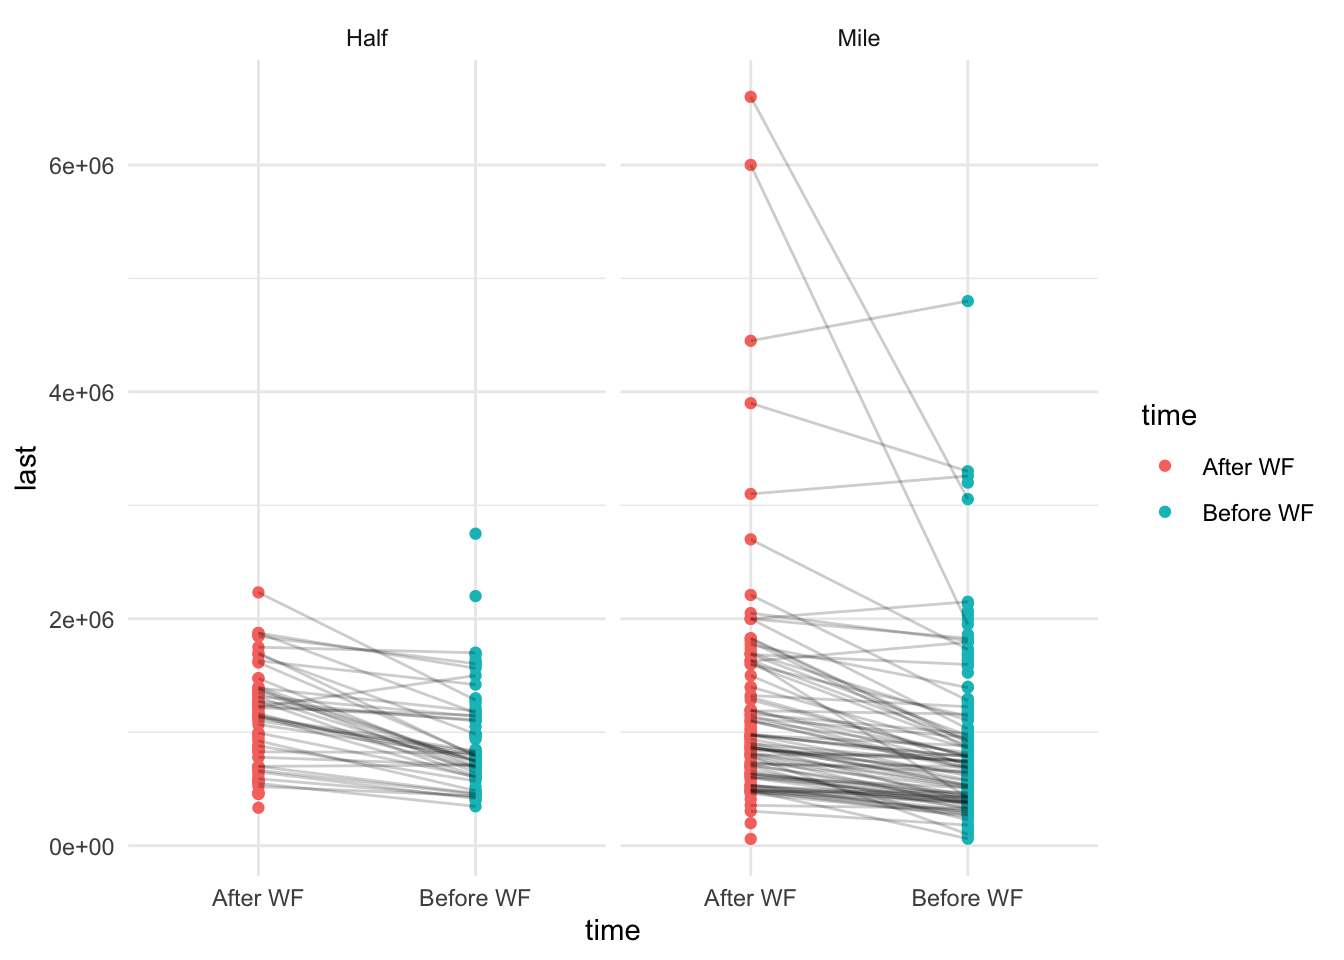 Half
Mile
6e+06
4e+06
2e+06
0e+00
last
After WF
Before WF
After WF
Before WF
time
time
After WF
Before WF